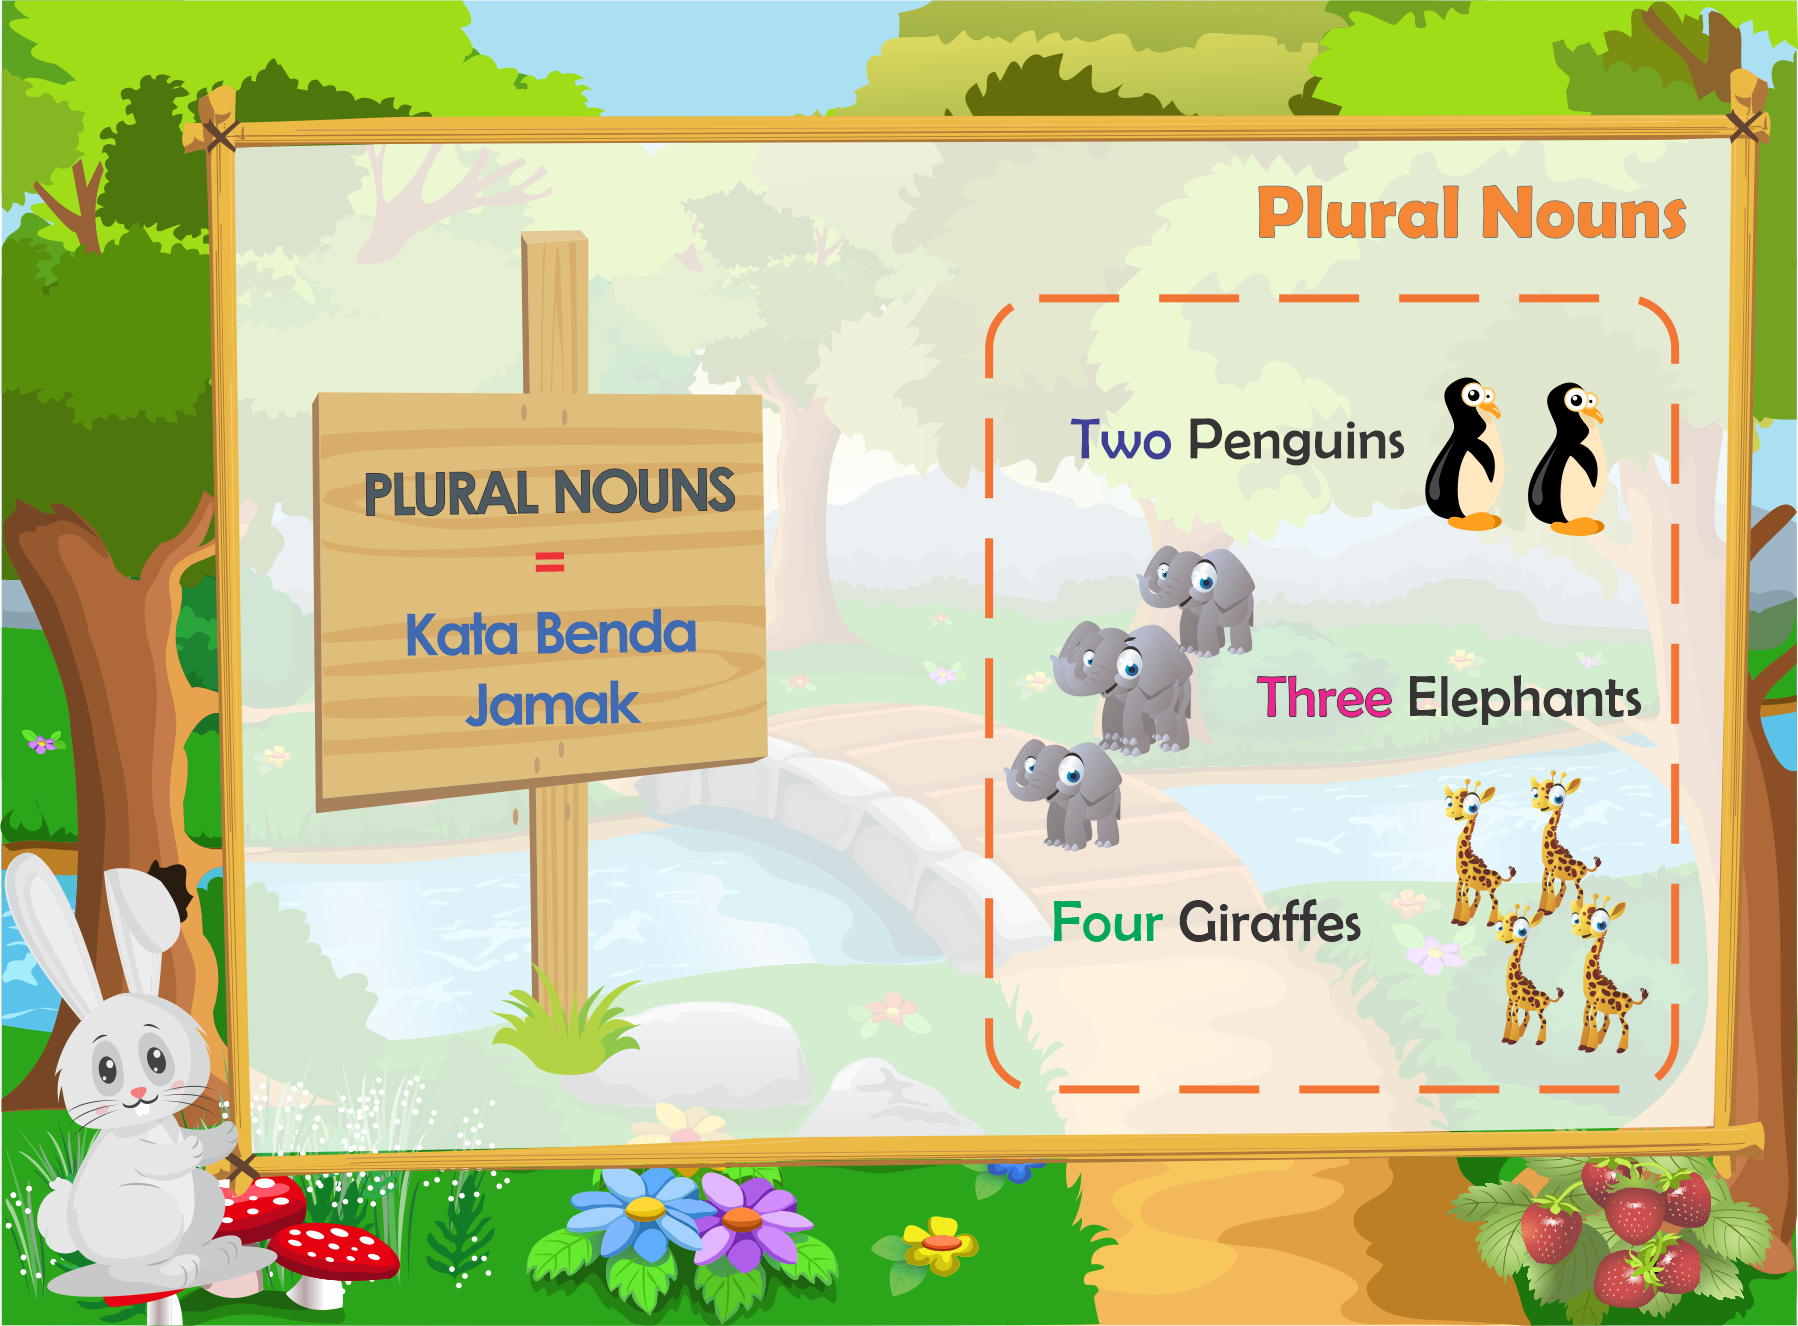 Plural Nouns
PLURAL NOUNS
=
Kata Benda
Jamak
Two Penguins
Three Elephants
Four Giraffes